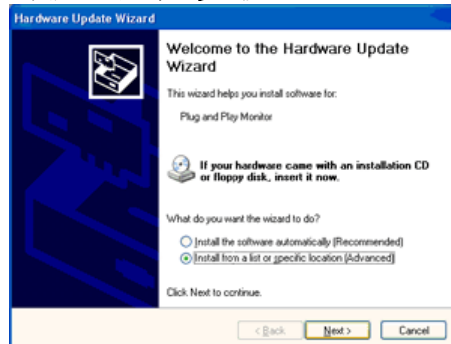 Hardware Update Wizard
Welcome to the Hardware Update
Wizard
This wizard helps you install software for:
Plug and Play Monitor
If your hardware came with an installation CD
or floppy disk, insert it now.
What do you want the wizard to do?
Install the software automatically (Recommended)
Install from a list or specific location (Advanced)
Click Next to continue.
< Back
Next >
Cancel